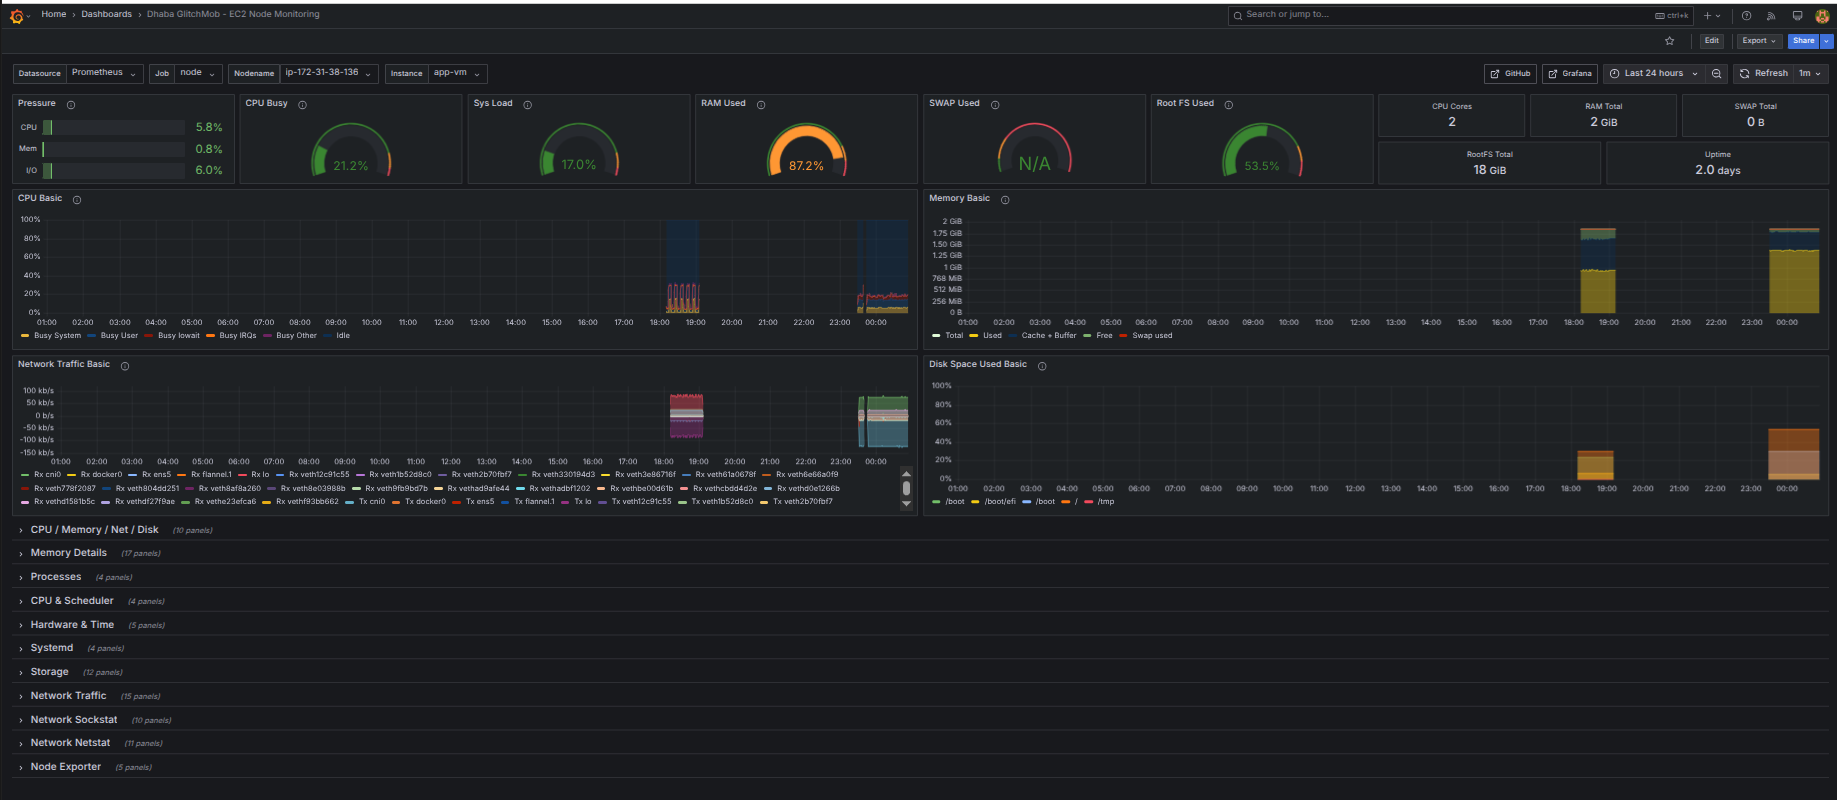 Home › Dashboards › Dhaba GlitchMob - EC2 Node Monitoring
Search or jump to...
ctrl+k
Edit
Export
Share
Datasource Prometheus
Job node
Nodename ip-172-31-38-136
Instance app-vm
GitHub
Grafana
Last 24 hours
Refresh 1m
Pressure
CPU 5.8%
Mem 0.8%
I/O 6.0%
CPU Busy
21.2%
Sys Load
17.0%
RAM Used
87.2%
SWAP Used
N/A
Root FS Used
53.5%
CPU Cores
2
RAM Total
2 GiB
SWAP Total
0 B
RootFS Total
18 GiB
Uptime
2.0 days
CPU Basic
100%
80%
60%
40%
20%
0%
01:00 02:00 03:00 04:00 05:00 06:00 07:00 08:00 09:00 10:00 11:00 12:00 13:00 14:00 15:00 16:00 17:00 18:00 19:00 20:00 21:00 22:00 23:00 00:00
Busy System Busy User Busy Iowait Busy IRQs Busy Other Idle
Memory Basic
2 GiB
1.75 GiB
1.50 GiB
1.25 GiB
1 GiB
768 MiB
512 MiB
256 MiB
0 B
01:00 02:00 03:00 04:00 05:00 06:00 07:00 08:00 09:00 10:00 11:00 12:00 13:00 14:00 15:00 16:00 17:00 18:00 19:00 20:00 21:00 22:00 23:00 00:00
Total Used Cache + Buffer Free Swap used
Network Traffic Basic
100 kb/s
50 kb/s
0 b/s
-50 kb/s
-100 kb/s
-150 kb/s
01:00 02:00 03:00 04:00 05:00 06:00 07:00 08:00 09:00 10:00 11:00 12:00 13:00 14:00 15:00 16:00 17:00 18:00 19:00 20:00 21:00 22:00 23:00 00:00
Rx cni0 Rx docker0 Rx ens5 Rx flannel.1 Rx lo Rx veth12c91c55 Rx veth1b52d8c0 Rx veth2b70fbf7 Rx veth330194d3 Rx veth3e86716f Rx veth61a0678f Rx veth6e66a0f9
Rx veth778f2087 Rx veth804dd251 Rx veth8af8a260 Rx veth8e03988b Rx veth9fb9bd7b Rx vethad9afe44 Rx vethadbf1202 Rx vethbe00d61b Rx vethcbdd4d2e Rx vethd0e1266b
Rx vethd1581b5c Rx vethdf27f9ae Rx vethe23efca6 Rx vethf93bb662 Tx cni0 Tx docker0 Tx ens5 Tx flannel.1 Tx lo Tx veth12c91c55 Tx veth1b52d8c0 Tx veth2b70fbf7
Disk Space Used Basic
100%
80%
60%
40%
20%
0%
01:00 02:00 03:00 04:00 05:00 06:00 07:00 08:00 09:00 10:00 11:00 12:00 13:00 14:00 15:00 16:00 17:00 18:00 19:00 20:00 21:00 22:00 23:00 00:00
/boot /boot/efi /boot / /tmp
› CPU / Memory / Net / Disk (10 panels)
› Memory Details (17 panels)
› Processes (4 panels)
› CPU & Scheduler (4 panels)
› Hardware & Time (5 panels)
› Systemd (4 panels)
› Storage (12 panels)
› Network Traffic (15 panels)
› Network Sockstat (10 panels)
› Network Netstat (11 panels)
› Node Exporter (5 panels)